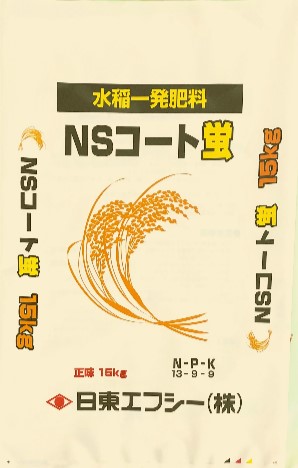 水稲一発肥料
NSコート蛍
NSコート 蛍 15kg
NSコート 蛍 15kg
正味 15kg
N-P-K
13-9-9
日東エフシー(株)